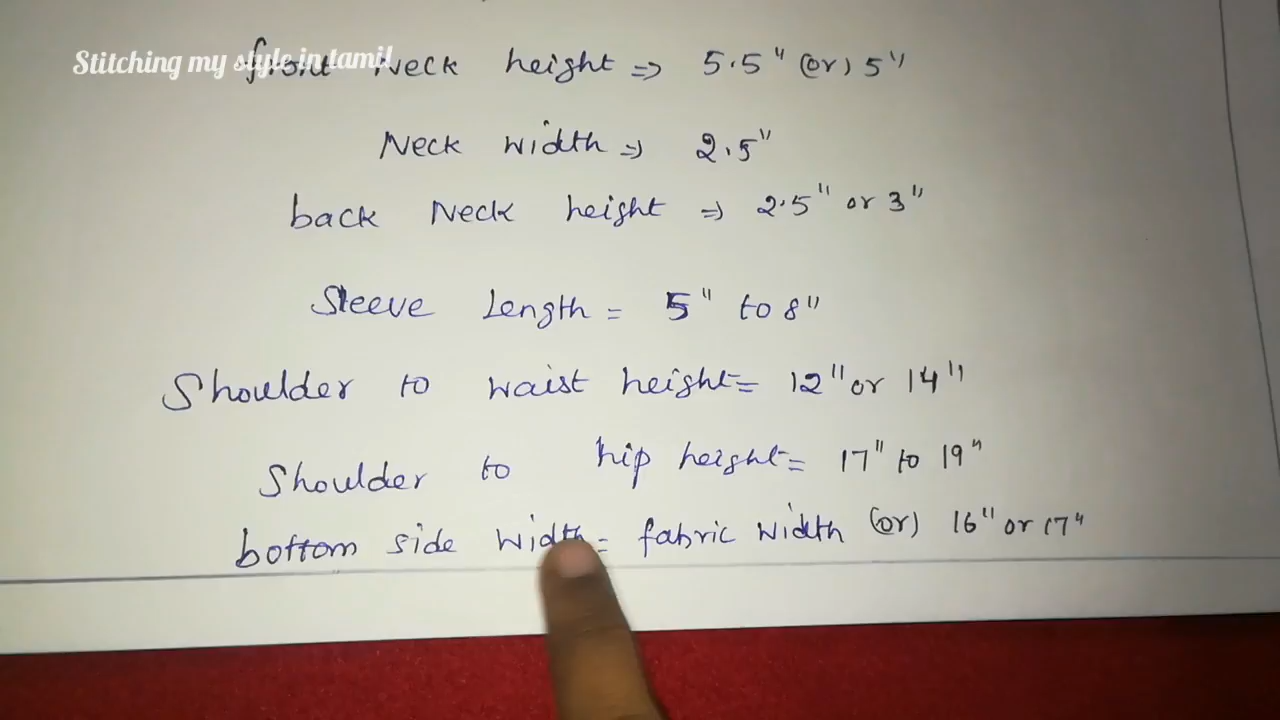 Stitching my style in tamil
front Neck height => 5.5" (or) 5"
Neck width => 2.5"
back Neck height => 2.5" or 3"
Sleeve Length = 5" to 8"
Shoulder to waist height = 12" or 14"
Shoulder to hip height = 17" to 19"
bottom side width = fabric width (or) 16" or 17"